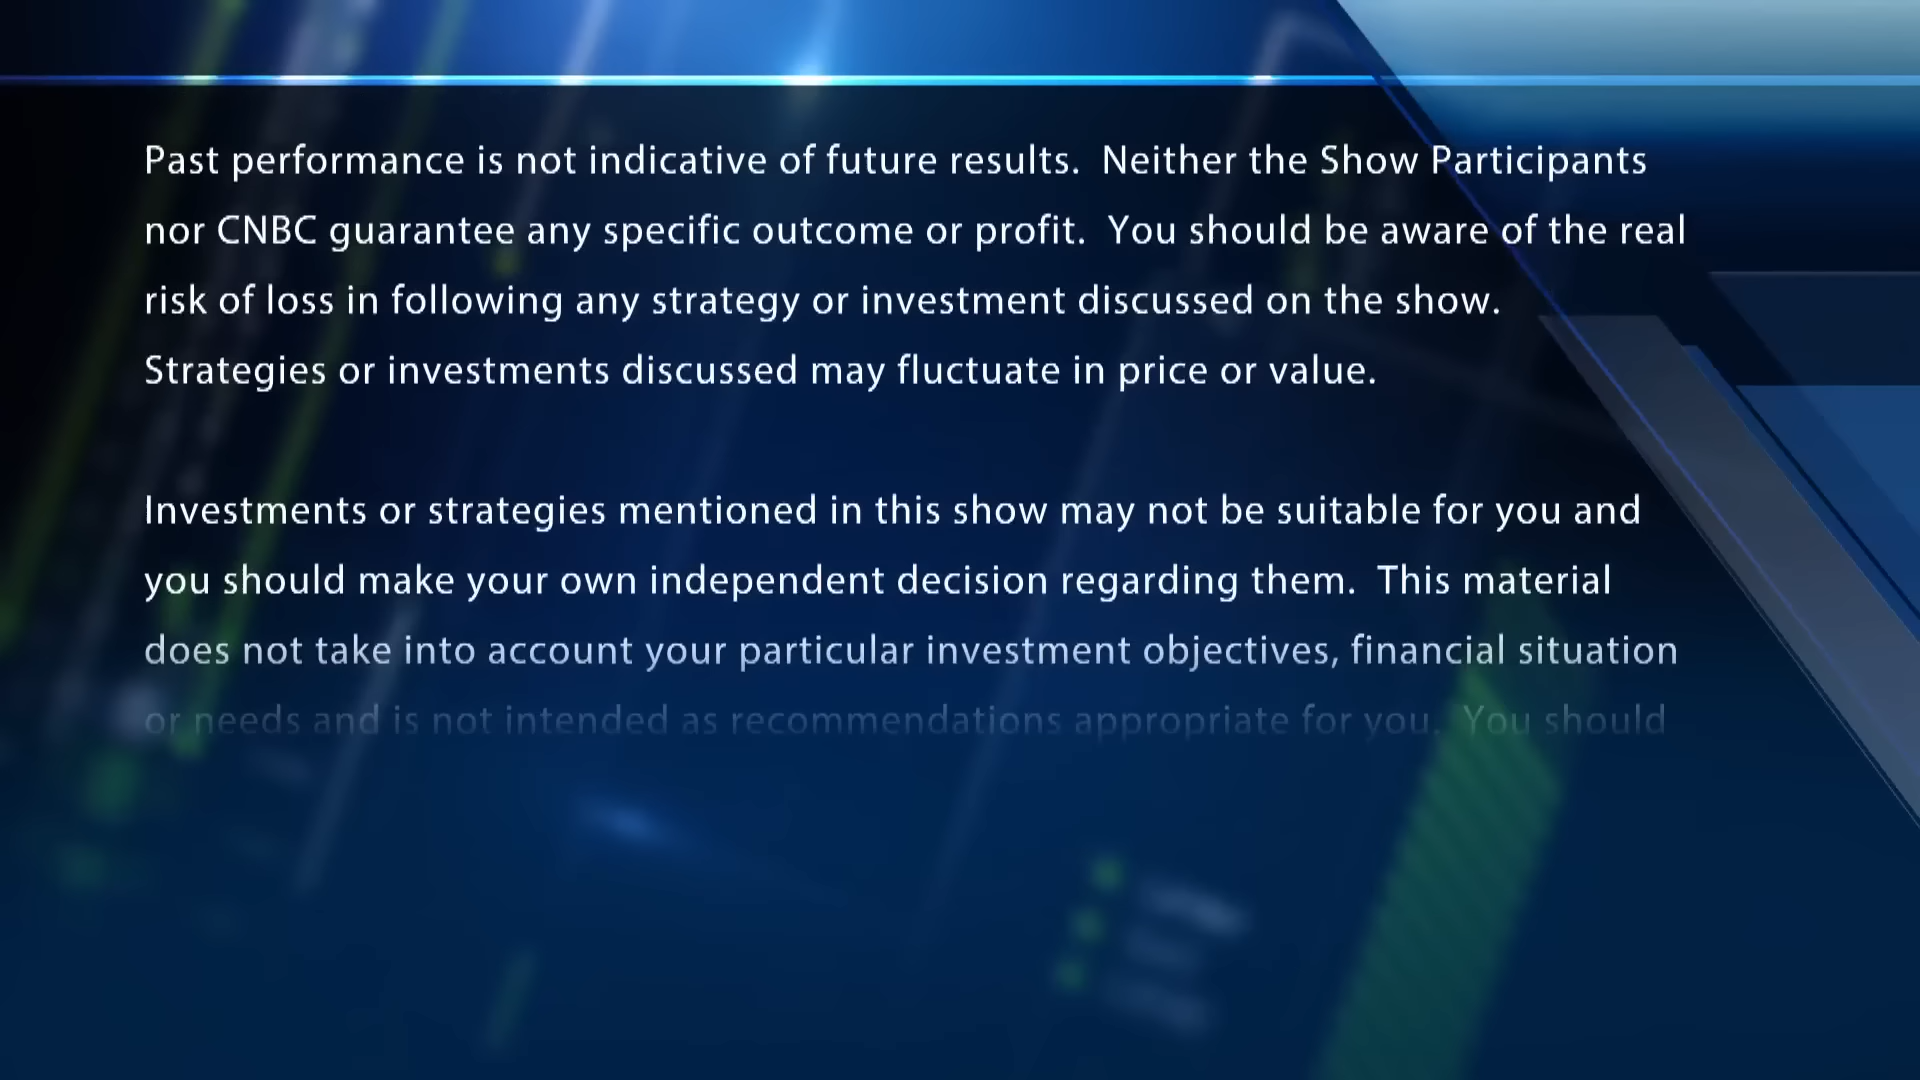 Past performance is not indicative of future results.  Neither the Show Participants
nor CNBC guarantee any specific outcome or profit.  You should be aware of the real
risk of loss in following any strategy or investment discussed on the show.
Strategies or investments discussed may fluctuate in price or value.
Investments or strategies mentioned in this show may not be suitable for you and
you should make your own independent decision regarding them.  This material
does not take into account your particular investment objectives, financial situation
or needs and is not intended as recommendations appropriate for you.  You should